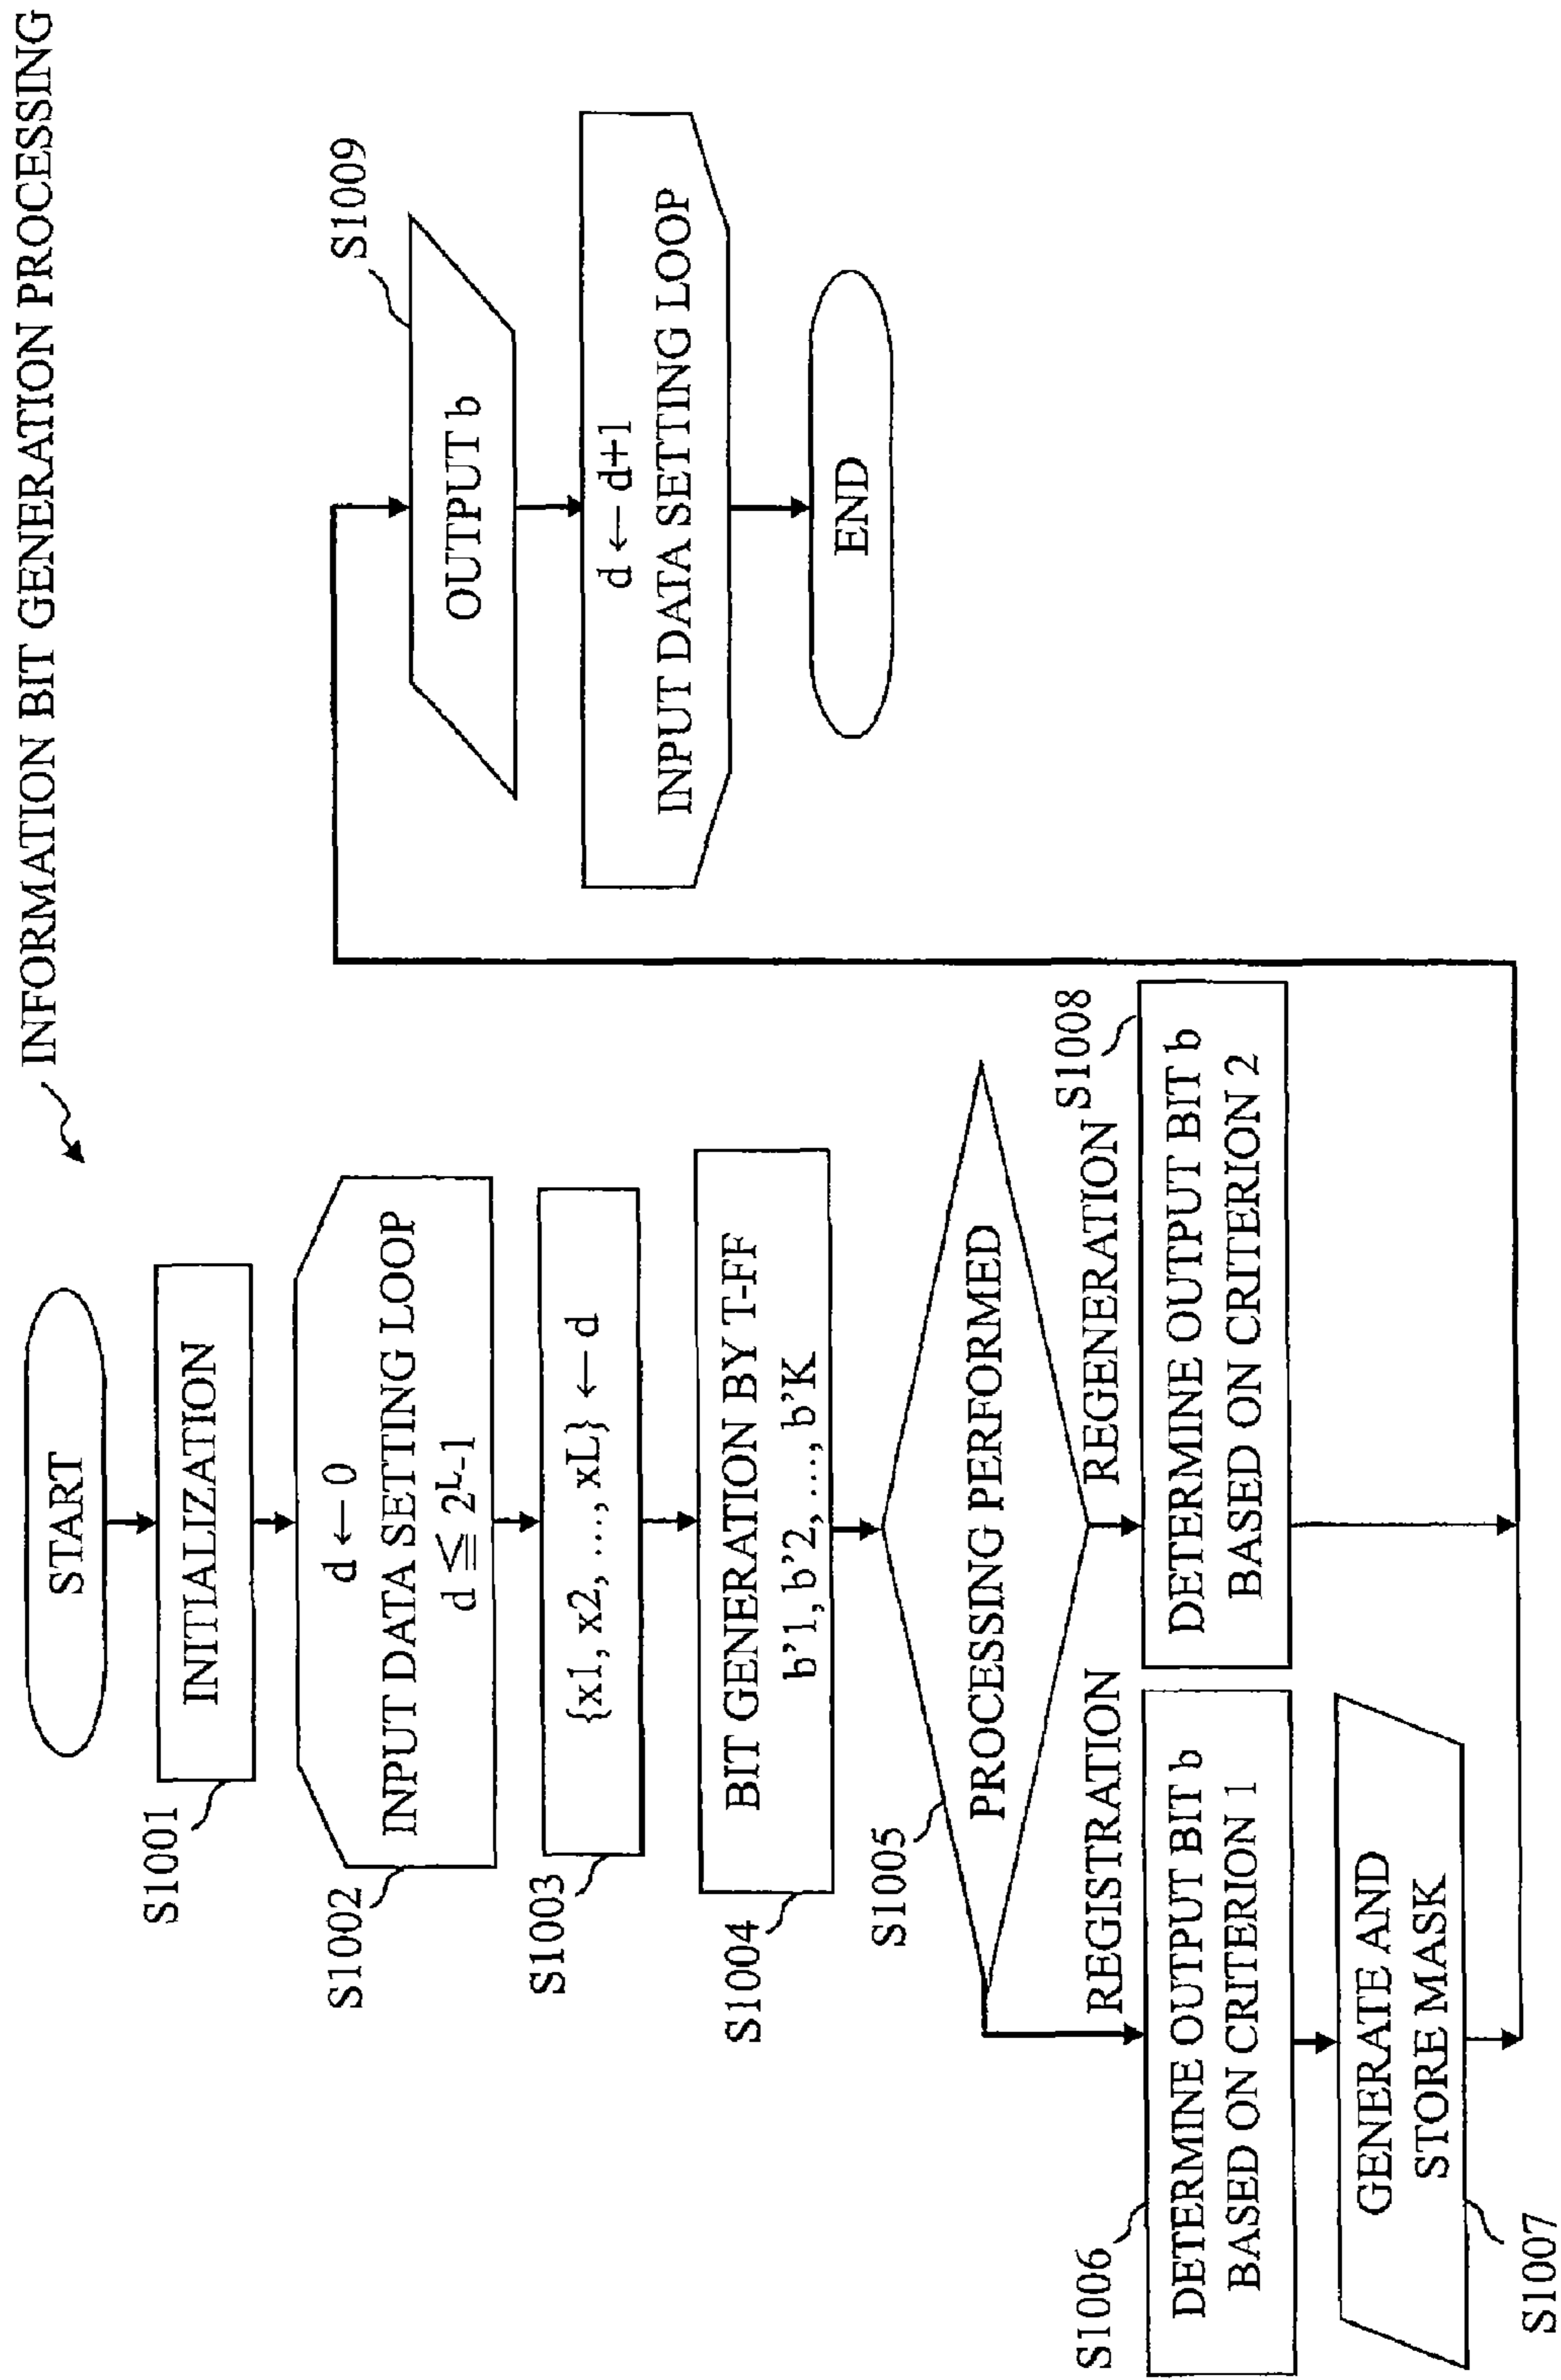 INFORMATION BIT GENERATION PROCESSING
START
S1001
INITIALIZATION
S1002
d ← 0
INPUT DATA SETTING LOOP
d ≦ 2^L-1
S1003
{x1, x2, ..., xL} ← d
S1004
BIT GENERATION BY T-FF
b'1, b'2, ..., b'K
S1005
PROCESSING PERFORMED
REGISTRATION
REGENERATION
S1006
DETERMINE OUTPUT BIT b
BASED ON CRITERION 1
S1007
GENERATE AND
STORE MASK
S1008
DETERMINE OUTPUT BIT b
BASED ON CRITERION 2
S1009
OUTPUT b
d ← d+1
INPUT DATA SETTING LOOP
END